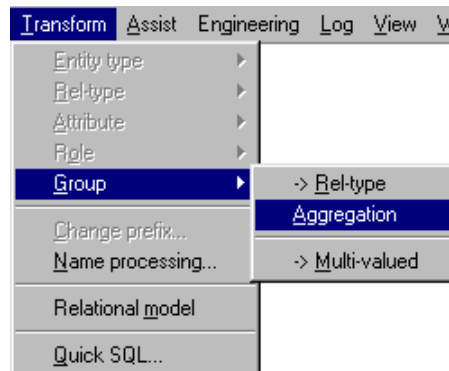 Transform Assist Engineering Log View
Entity type
Rel-type
Attribute
Role
Group
-> Rel-type
Aggregation
Change prefix...
Name processing...
-> Multi-valued
Relational model
Quick SQL...